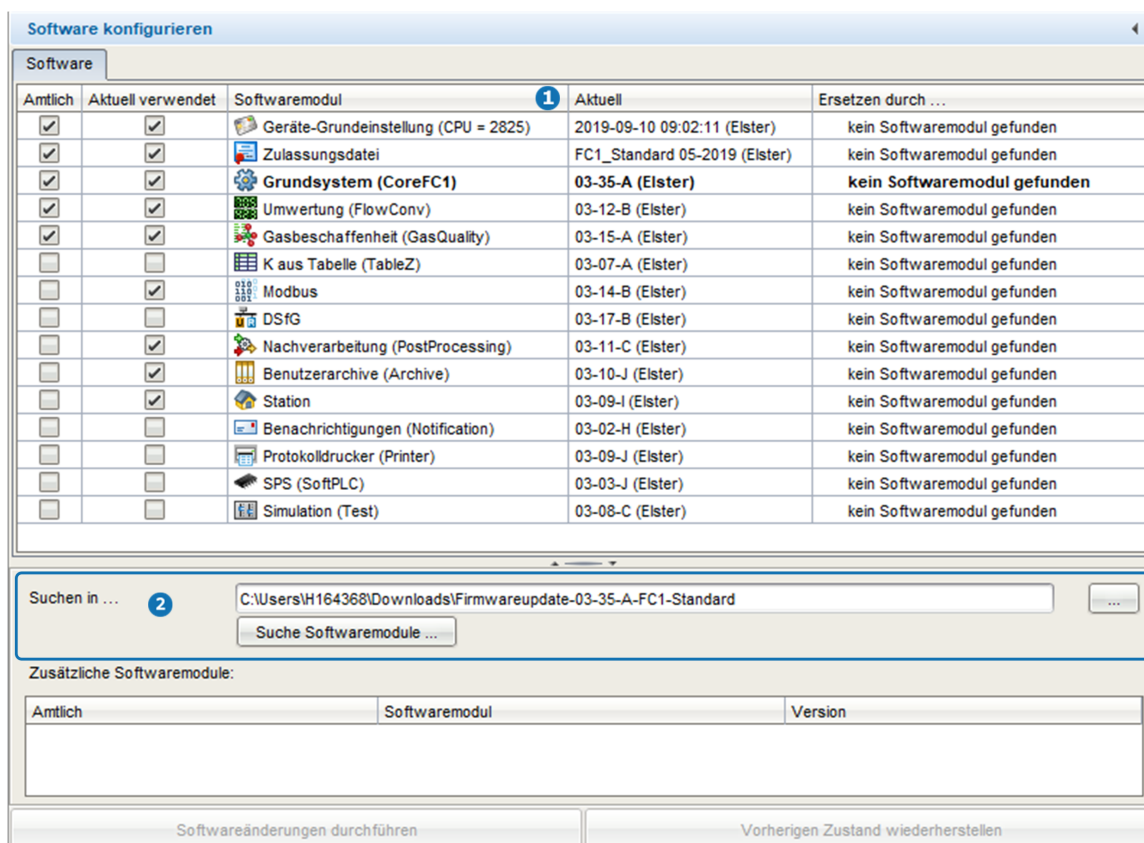 Software konfigurieren
Software
Amtlich Aktuell verwendet Softwaremodul 1 Aktuell Ersetzen durch ...
Geräte-Grundeinstellung (CPU = 2825) 2019-09-10 09:02:11 (Elster) kein Softwaremodul gefunden
Zulassungsdatei FC1_Standard 05-2019 (Elster) kein Softwaremodul gefunden
Grundsystem (CoreFC1) 03-35-A (Elster) kein Softwaremodul gefunden
Umwertung (FlowConv) 03-12-B (Elster) kein Softwaremodul gefunden
Gasbeschaffenheit (GasQuality) 03-15-A (Elster) kein Softwaremodul gefunden
K aus Tabelle (TableZ) 03-07-A (Elster) kein Softwaremodul gefunden
Modbus 03-14-B (Elster) kein Softwaremodul gefunden
DSfG 03-17-B (Elster) kein Softwaremodul gefunden
Nachverarbeitung (PostProcessing) 03-11-C (Elster) kein Softwaremodul gefunden
Benutzerarchive (Archive) 03-10-J (Elster) kein Softwaremodul gefunden
Station 03-09-I (Elster) kein Softwaremodul gefunden
Benachrichtigungen (Notification) 03-02-H (Elster) kein Softwaremodul gefunden
Protokolldrucker (Printer) 03-09-J (Elster) kein Softwaremodul gefunden
SPS (SoftPLC) 03-03-J (Elster) kein Softwaremodul gefunden
Simulation (Test) 03-08-C (Elster) kein Softwaremodul gefunden
Suchen in ... 2 C:\Users\H164368\Downloads\Firmwareupdate-03-35-A-FC1-Standard ...
Suche Softwaremodule ...
Zusätzliche Softwaremodule:
Amtlich Softwaremodul Version
Softwareänderungen durchführen Vorherigen Zustand wiederherstellen